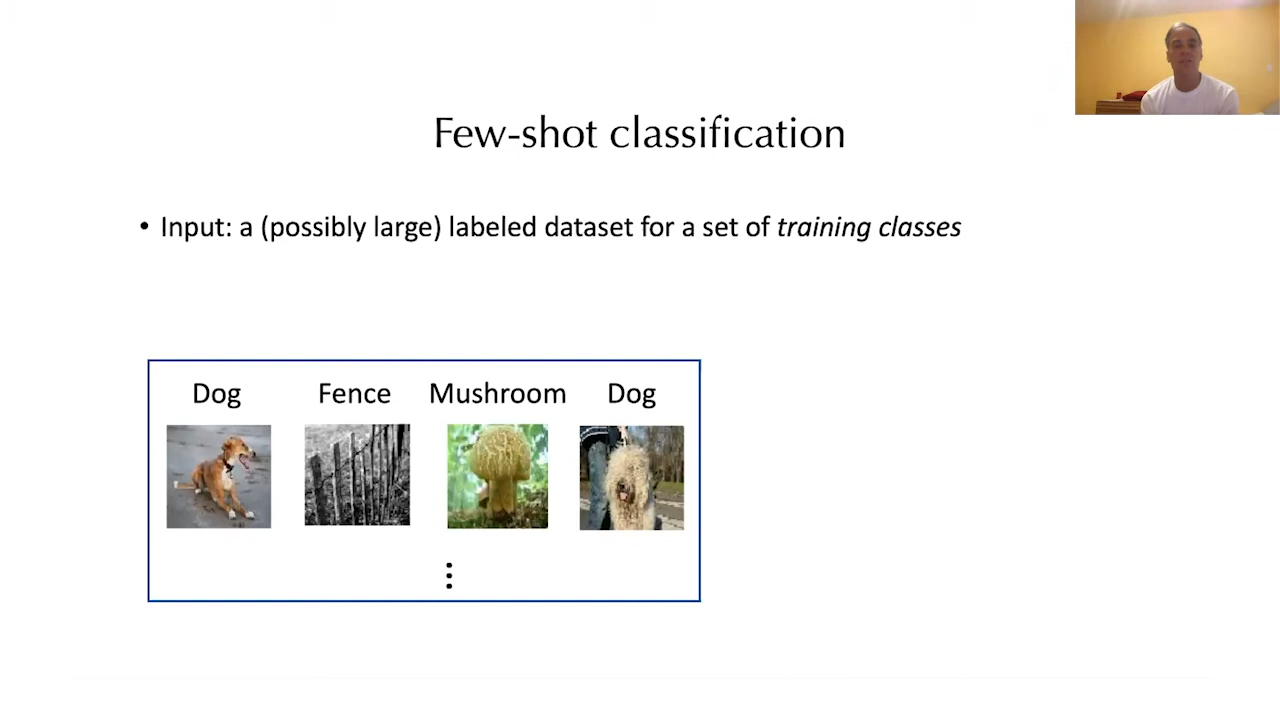 Few-shot classification
• Input: a (possibly large) labeled dataset for a set of training classes
Dog Fence Mushroom Dog